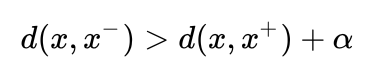 d(x, x⁻) > d(x, x⁺) + α